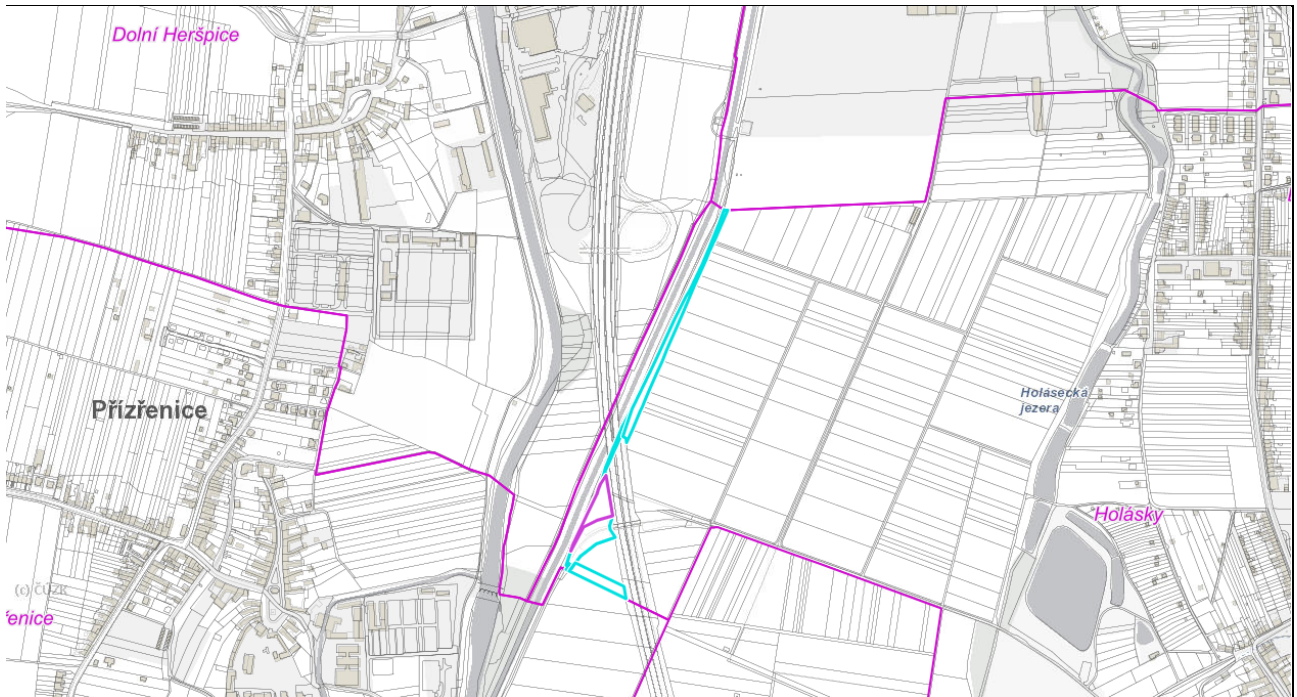 Dolní Heršpice
Přízřenice
Holásecká
jezera
Holásky
(c) ČÚZK
řenice